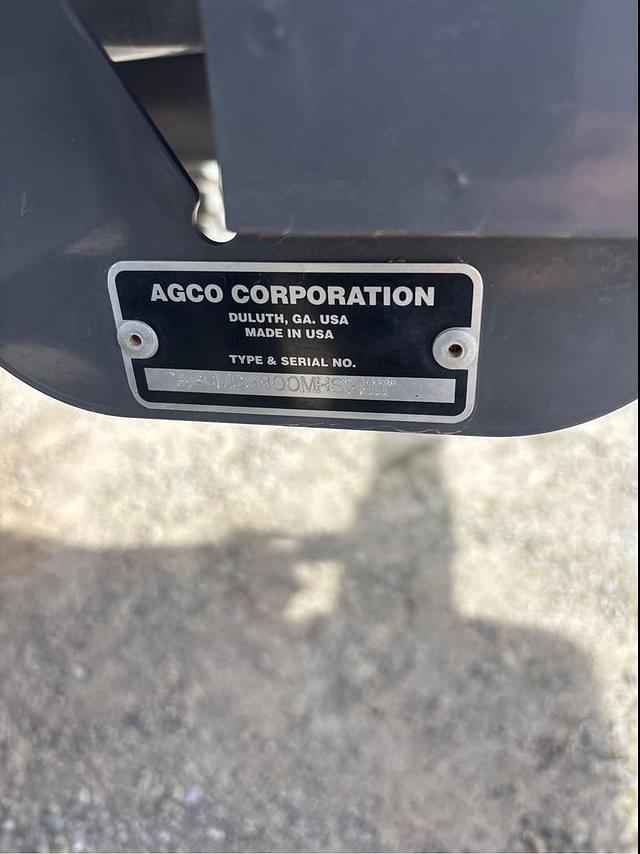 AGCO CORPORATION
DULUTH, GA. USA
MADE IN USA
TYPE & SERIAL NO.